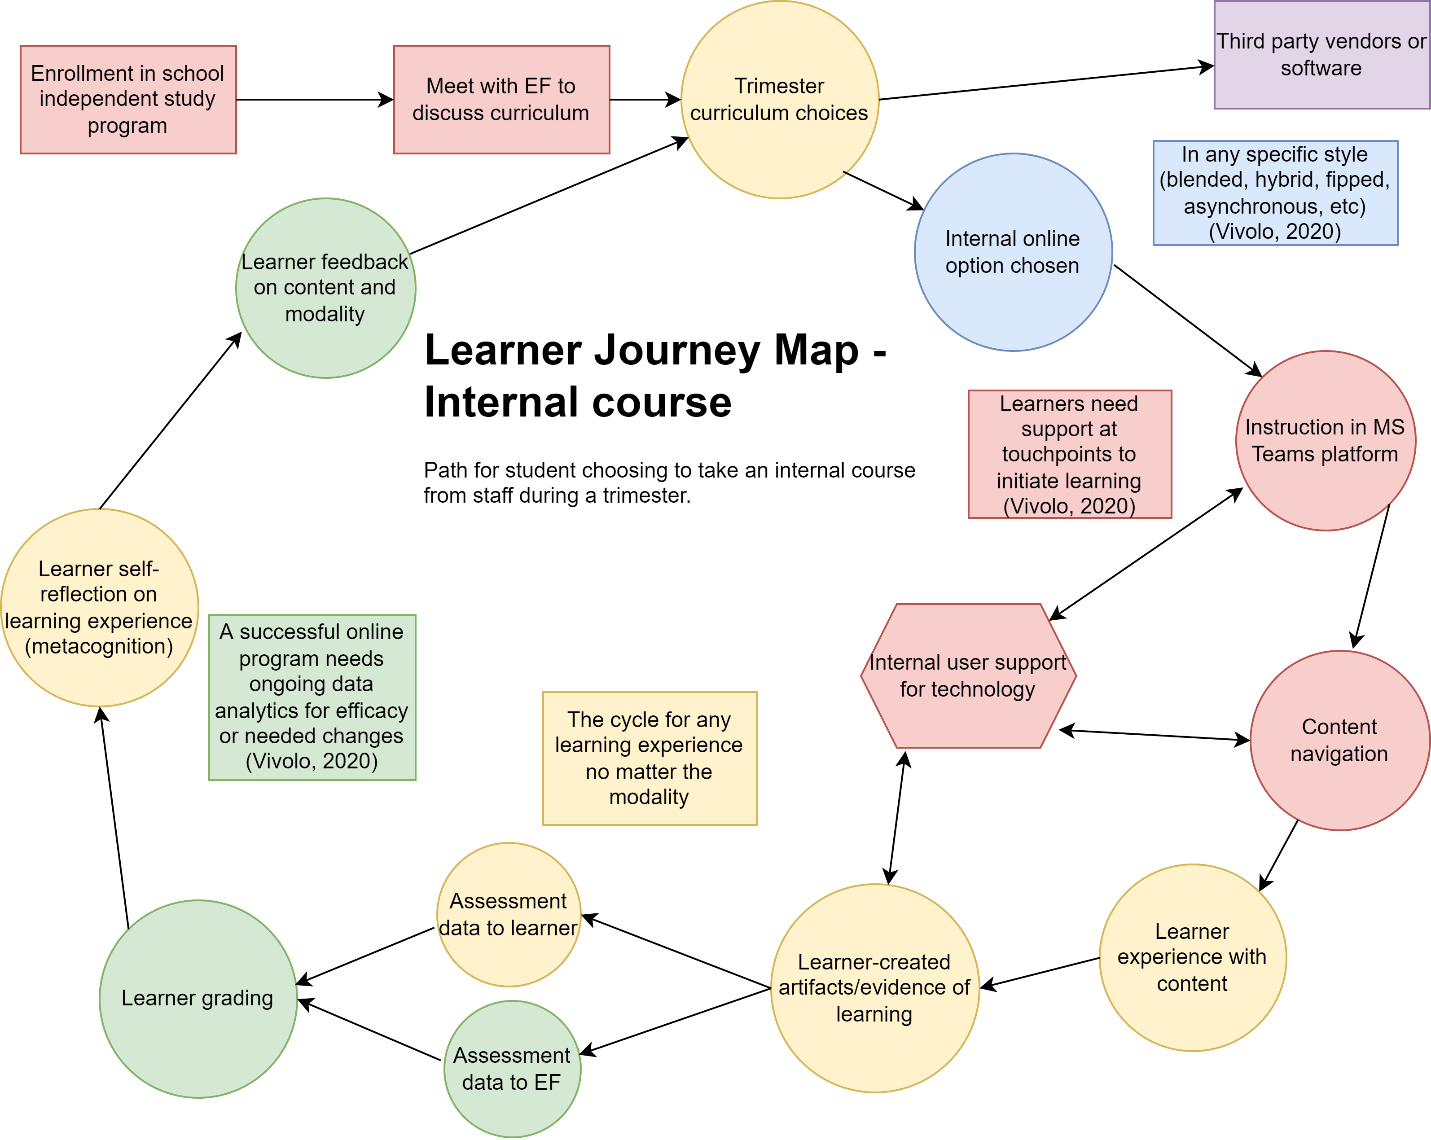 Enrollment in school
independent study
program
Meet with EF to
discuss curriculum
Trimester
curriculum choices
Third party vendors or
software
In any specific style
(blended, hybrid, fipped,
asynchronous, etc)
(Vivolo, 2020)
Internal online
option chosen
Learner feedback
on content and
modality
Learner Journey Map -
Internal course
Path for student choosing to take an internal course
from staff during a trimester.
Learners need
support at
touchpoints to
initiate learning
(Vivolo, 2020)
Instruction in MS
Teams platform
Learner self-
reflection on
learning experience
(metacognition)
A successful online
program needs
ongoing data
analytics for efficacy
or needed changes
(Vivolo, 2020)
Internal user support
for technology
The cycle for any
learning experience
no matter the
modality
Content
navigation
Assessment
data to learner
Learner
experience with
content
Learner-created
artifacts/evidence of
learning
Learner grading
Assessment
data to EF